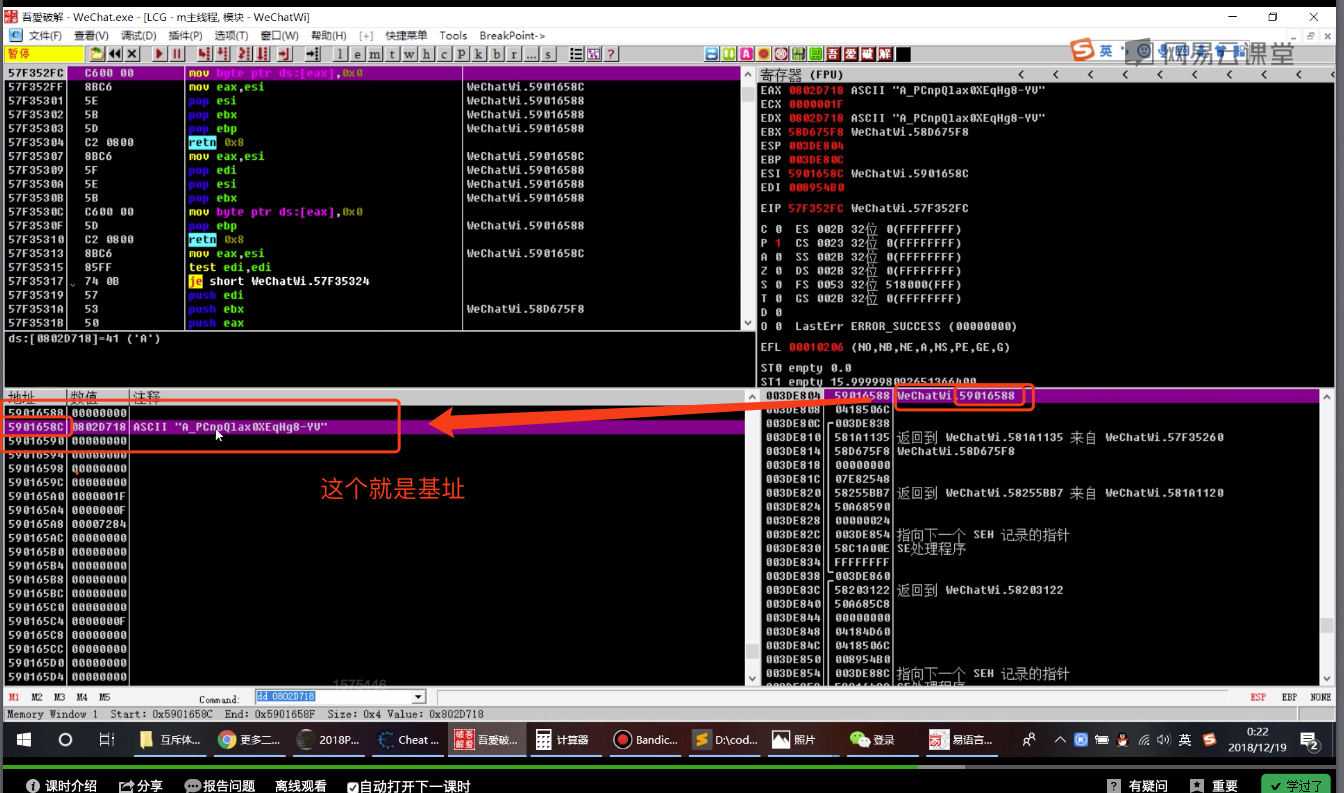 吾愛破解 - WeChat.exe - [LCG - m主线程, 模块 - WeChatWi]
文件(F) 查看(V) 调试(D) 插件(P) 选项(T) 窗口(W) 帮助(H) [+] 快捷菜单 Tools BreakPoint->
暂停 l e m t w h c p k b r ... s ? 吾 爱 破 解
英 网易云课堂
57F352FC C600 00 mov byte ptr ds:[eax],0x0
57F352FF 8BC6 mov eax,esi WeChatWi.5901658C
57F35301 5E pop esi WeChatWi.59016588
57F35302 5B pop ebx WeChatWi.59016588
57F35303 5D pop ebp WeChatWi.59016588
57F35304 C2 0800 retn 0x8
57F35307 8BC6 mov eax,esi WeChatWi.5901658C
57F35309 5F pop edi WeChatWi.59016588
57F3530A 5E pop esi WeChatWi.59016588
57F3530B 5B pop ebx WeChatWi.59016588
57F3530C C600 00 mov byte ptr ds:[eax],0x0
57F3530F 5D pop ebp WeChatWi.59016588
57F35310 C2 0800 retn 0x8
57F35313 8BC6 mov eax,esi WeChatWi.5901658C
57F35315 85FF test edi,edi
57F35317 74 0B je short WeChatWi.57F35324
57F35319 57 push edi
57F3531A 53 push ebx WeChatWi.58D675F8
57F3531B 50 push eax
ds:[0802D718]=41 ('A')
寄存器 (FPU)
EAX 0802D718 ASCII "A_PCnpQlax0XEqHg8-YV"
ECX 0000001F
EDX 0802D718 ASCII "A_PCnpQlax0XEqHg8-YV"
EBX 58D675F8 WeChatWi.58D675F8
ESP 003DE804
EBP 003DE80C
ESI 5901658C WeChatWi.5901658C
EDI 008954B0
EIP 57F352FC WeChatWi.57F352FC
C 0 ES 002B 32位 0(FFFFFFFF)
P 1 CS 0023 32位 0(FFFFFFFF)
A 0 SS 002B 32位 0(FFFFFFFF)
Z 0 DS 002B 32位 0(FFFFFFFF)
S 0 FS 0053 32位 518000(FFF)
T 0 GS 002B 32位 0(FFFFFFFF)
D 0
O 0 LastErr ERROR_SUCCESS (00000000)
EFL 00010206 (NO,NB,NE,A,NS,PE,GE,G)
ST0 empty 0.0
ST1 empty 15.999998092651366400
地址 数值 注释
59016588 00000000
5901658C 0802D718 ASCII "A_PCnpQlax0XEqHg8-YV"
59016590 00000000
59016594 00000000
59016598 00000000
5901659C 00000000
590165A0 0000001F
590165A4 0000000F
590165A8 00007284
590165AC 00000000
590165B0 00000000
590165B4 00000000
590165B8 00000000
590165BC 00000000
590165C0 00000000
590165C4 0000000F
590165C8 00000000
590165CC 00000000
590165D0 00000000
590165D4 00000000
这个就是基址
003DE804 59016588 WeChatWi.59016588
003DE808 0418506C
003DE80C 003DE838
003DE810 581A1135 返回到 WeChatWi.581A1135 来自 WeChatWi.57F35260
003DE814 58D675F8 WeChatWi.58D675F8
003DE818 00000000
003DE81C 07E82548
003DE820 58255BB7 返回到 WeChatWi.58255BB7 来自 WeChatWi.581A1120
003DE824 50A68590
003DE828 00000024
003DE82C 003DE854 指向下一个 SEH 记录的指针
003DE830 58C1A00E SE处理程序
003DE834 FFFFFFFF
003DE838 003DE860
003DE83C 58203122 返回到 WeChatWi.58203122
003DE840 50A685C8
003DE844 00000000
003DE848 04184D60
003DE84C 0418506C
003DE850 008954B0
003DE854 003DE88C 指向下一个 SEH 记录的指针
1575446
M1 M2 M3 M4 M5 Command: dd 0802D718 ESP EBP NONE
Memory Window 1 Start: 0x5901658C End: 0x5901658F Size: 0x4 Value: 0x802D718
互斥体... 更多二... 2018P... Cheat ... 吾爱破... 计算器 Bandic... D:\cod... 照片 登录 易语言... 英 0:22
2018/12/19 2
课时介绍 分享 报告问题 离线观看 自动打开下一课时 有疑问 重要 学过了